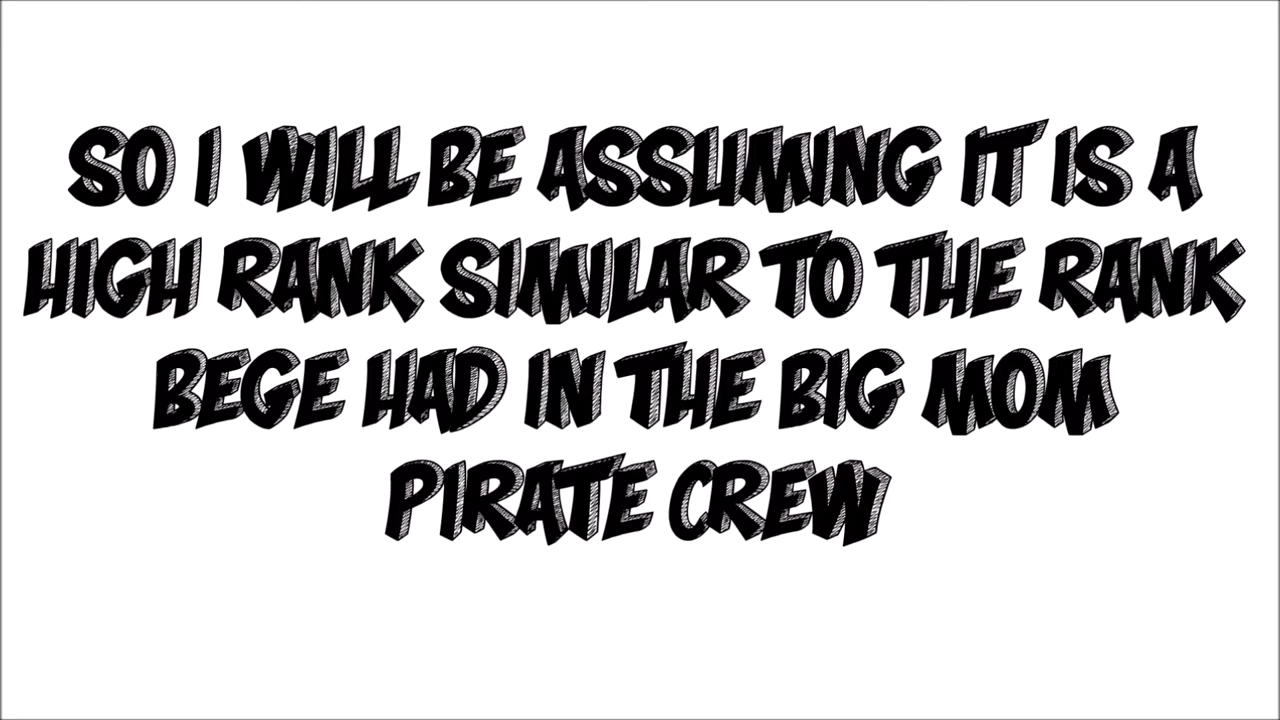 SO I WILL BE ASSUMING IT IS A
HIGH RANK SIMILAR TO THE RANK
BEGE HAD IN THE BIG MOM
PIRATE CREW